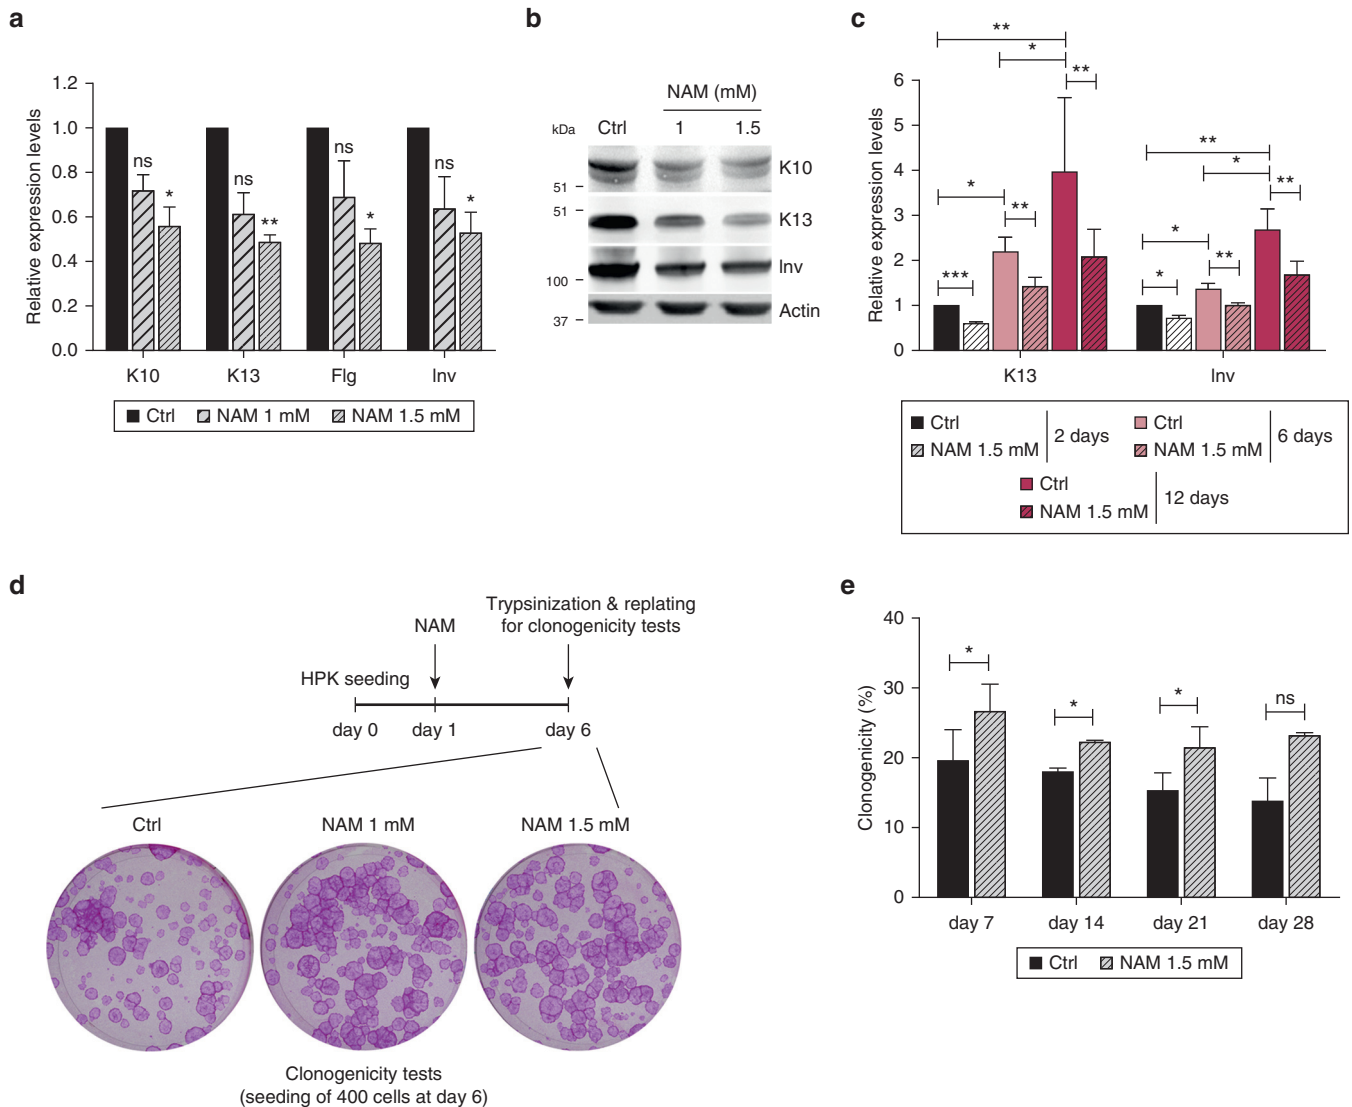 a
1.2
1.0
0.8
0.6
0.4
0.2
0.0
Relative expression levels
ns
*
ns
**
ns
*
ns
*
K10 K13 Flg Inv
Ctrl NAM 1 mM NAM 1.5 mM
b
NAM (mM)
kDa Ctrl 1 1.5
K10
51
51
K13
Inv
100
Actin
37
c
6
5
4
3
2
1
0
Relative expression levels
**
*
**
*
**
***
**
*
**
*
**
*
K13 Inv
Ctrl
NAM 1.5 mM
2 days
Ctrl
NAM 1.5 mM
6 days
Ctrl
NAM 1.5 mM
12 days
d
Trypsinization & replating
for clonogenicity tests
NAM
HPK seeding
day 0 day 1 day 6
Ctrl NAM 1 mM NAM 1.5 mM
Clonogenicity tests
(seeding of 400 cells at day 6)
e
40
30
20
10
0
Clonogenicity (%)
*
*
*
ns
day 7 day 14 day 21 day 28
Ctrl NAM 1.5 mM